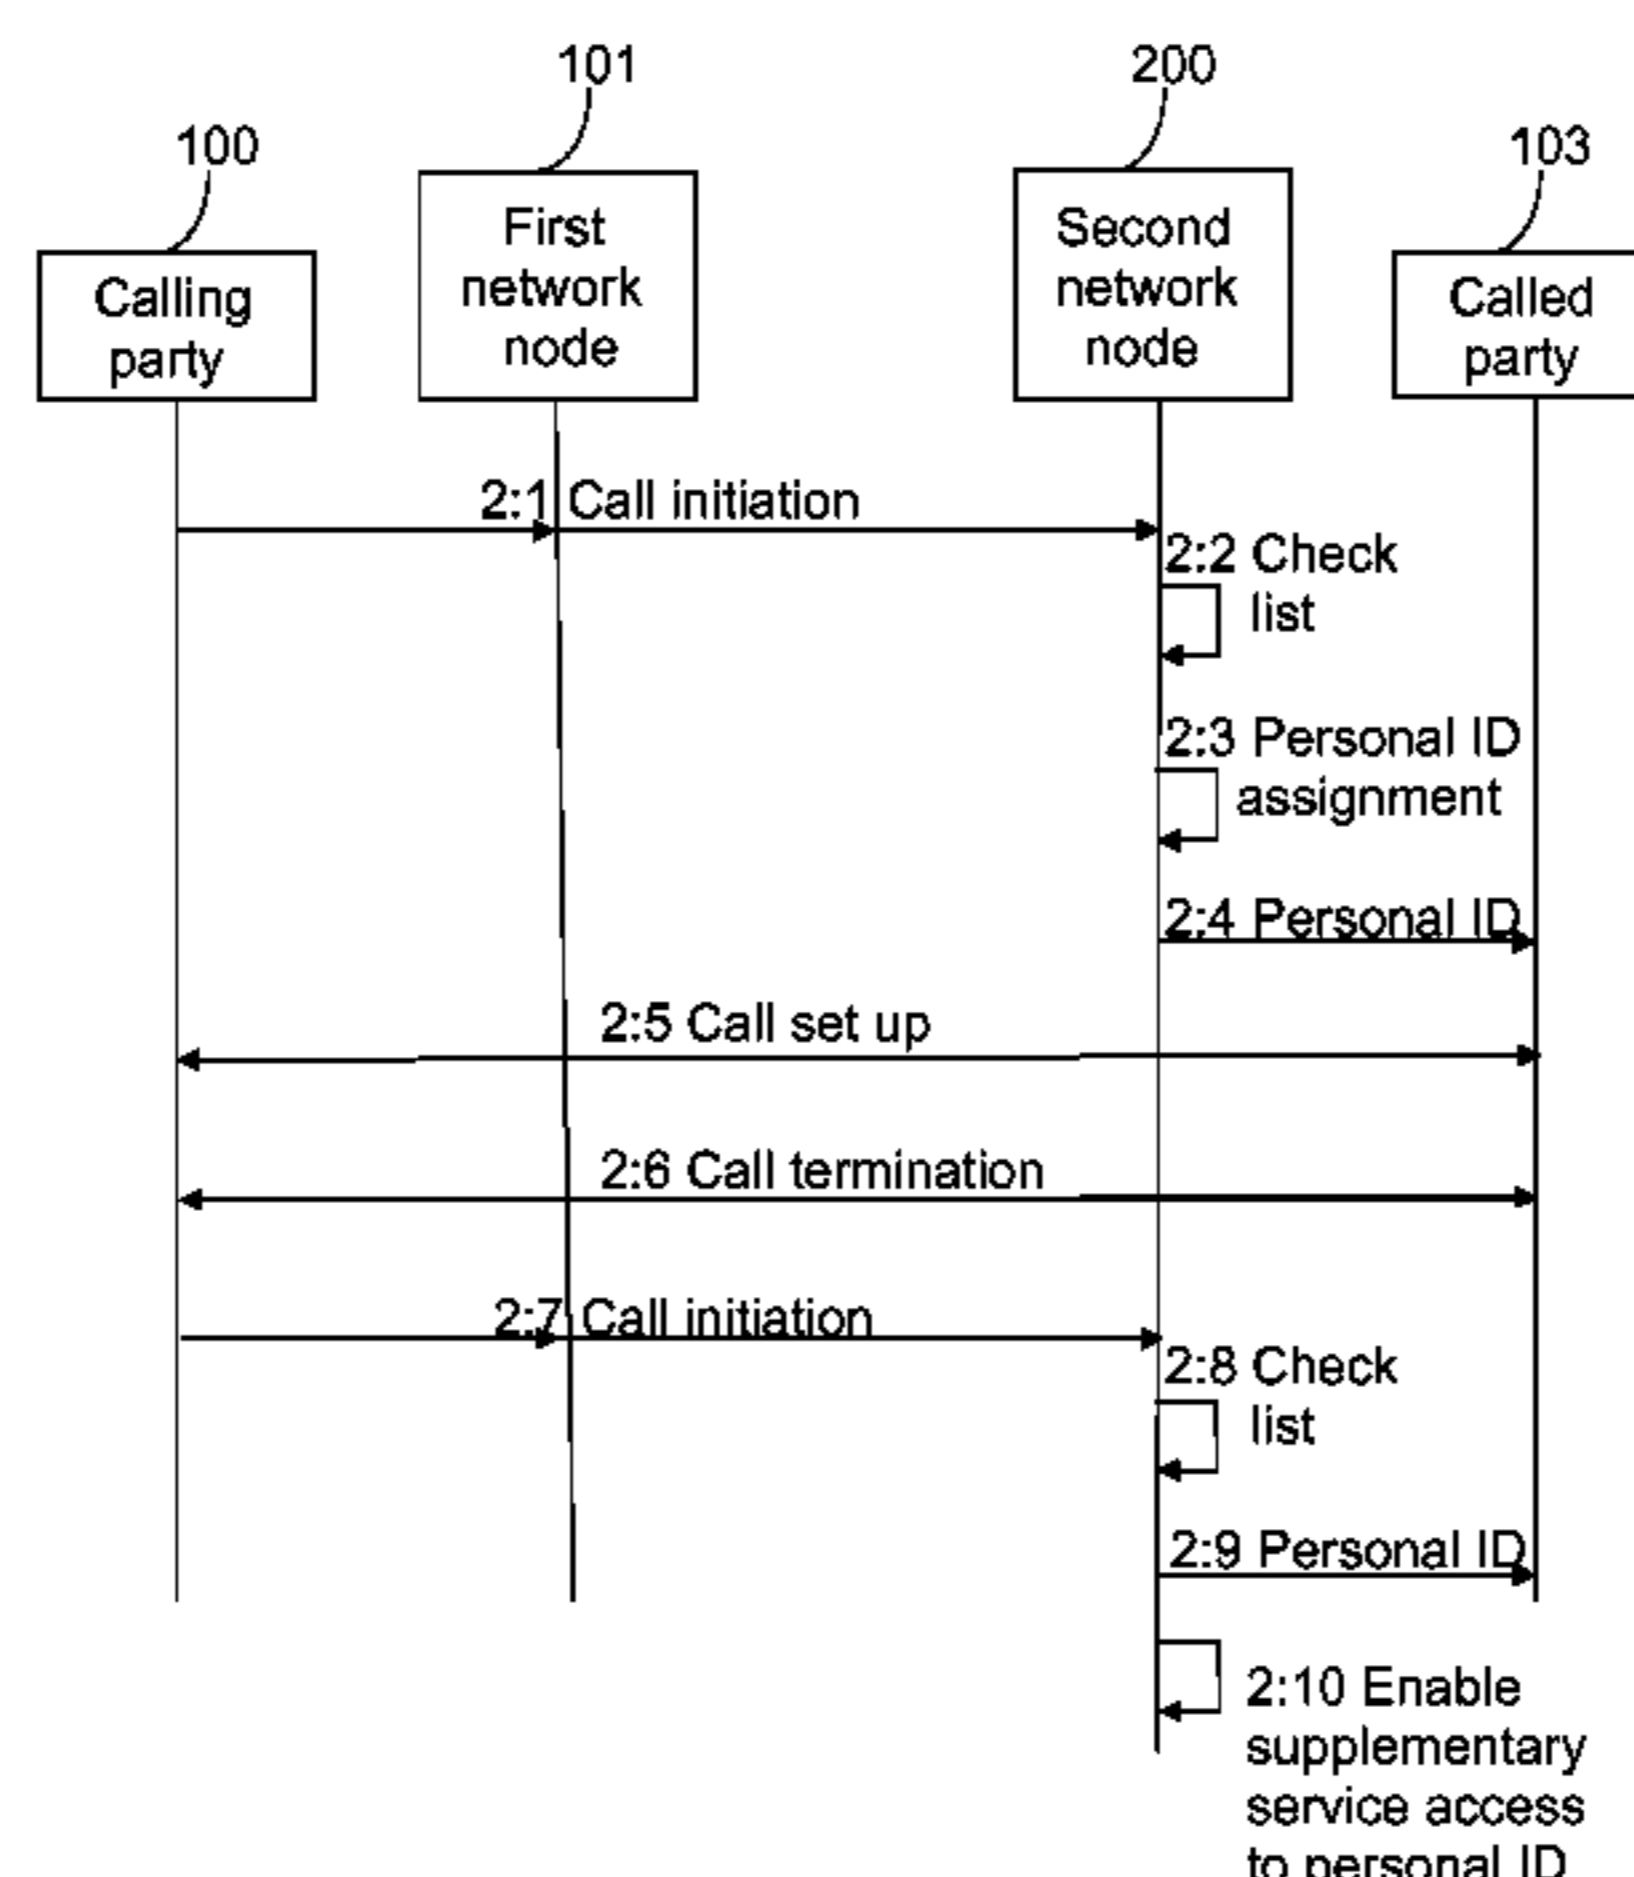 101
200
100
103
First
network
node
Second
network
node
Calling
party
Called
party
2:1 Call initiation
2:2 Check
list
2:3 Personal ID
assignment
2:4 Personal ID
2:5 Call set up
2:6 Call termination
2:7 Call initiation
2:8 Check
list
2:9 Personal ID
2:10 Enable
supplementary
service access
to personal ID